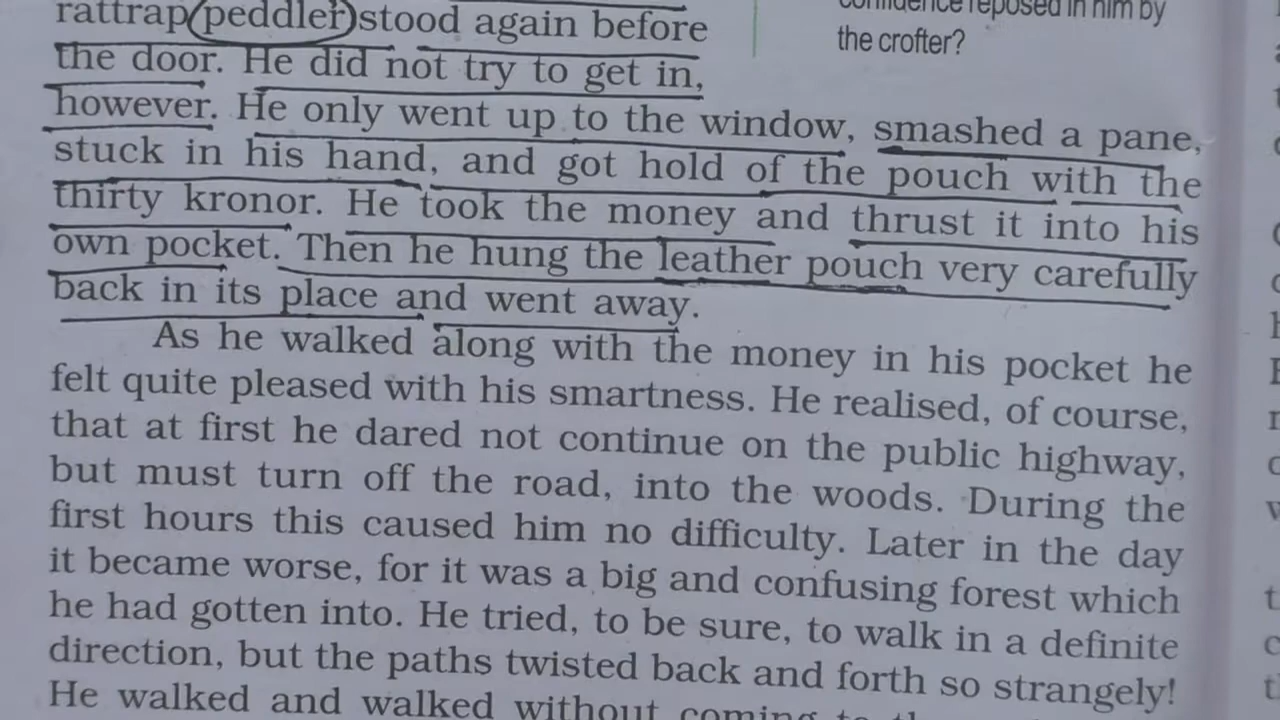 rattrap peddler stood again before
the door. He did not try to get in,
however. He only went up to the window, smashed a pane,
stuck in his hand, and got hold of the pouch with the
thirty kronor. He took the money and thrust it into his
own pocket. Then he hung the leather pouch very carefully
back in its place and went away.
As he walked along with the money in his pocket he
felt quite pleased with his smartness. He realised, of course,
that at first he dared not continue on the public highway,
but must turn off the road, into the woods. During the
first hours this caused him no difficulty. Later in the day
it became worse, for it was a big and confusing forest which
he had gotten into. He tried, to be sure, to walk in a definite
direction, but the paths twisted back and forth so strangely!
He walked and walked without coming to
confidence reposed in him by
the crofter?